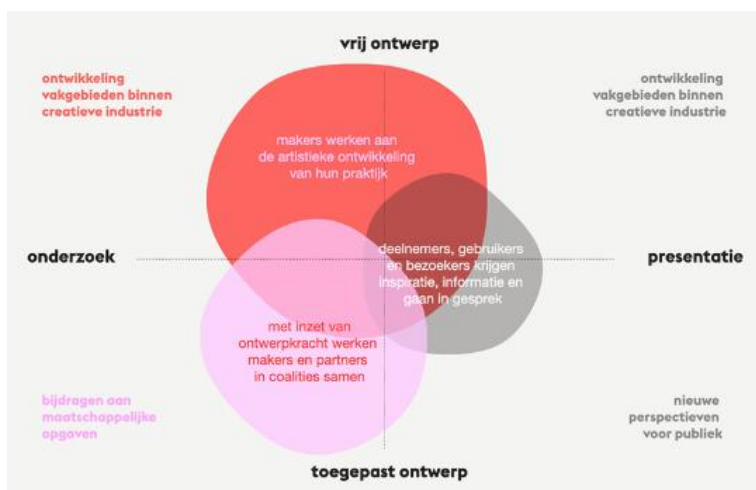 vrij ontwerp
ontwikkeling
vakgebieden binnen
creatieve industrie
ontwikkeling
vakgebieden binnen
creatieve industrie
makers werken aan
de artistieke ontwikkeling
van hun praktijk
onderzoek
deelnemers, gebruikers
en bezoekers krijgen
inspiratie, informatie en
gaan in gesprek
presentatie
met inzet van
ontwerpkracht werken
makers en partners
in coalities samen
bijdragen aan
maatschappelijke
opgaven
nieuwe
perspectieven
voor publiek
toegepast ontwerp